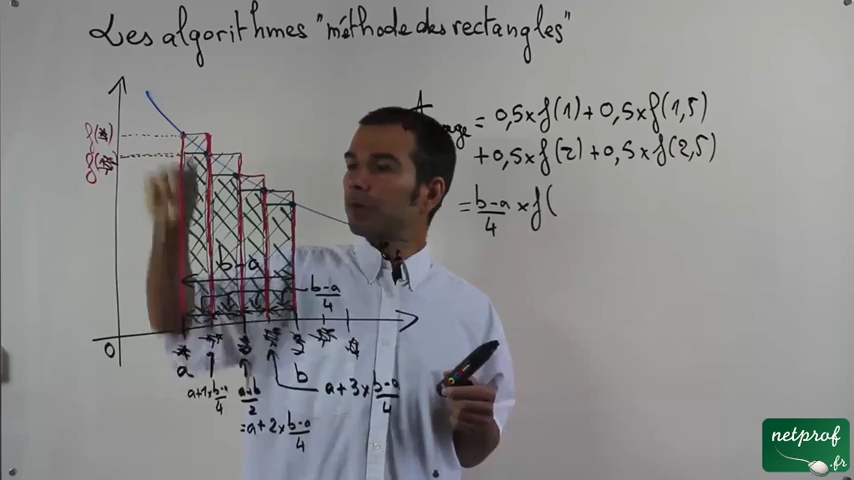 Les algorithmes "méthode des rectangles"
= 0,5×f(1)+0,5×f(1,5)
+0,5×f(2)+0,5×f(2,5)
= b-a/4 ×f(
b-a
b-a/4
0
a
b
a+1×b-a/4
a+b/2
a+3×b-a/4
=a+2×b-a/4
netprof
.fr